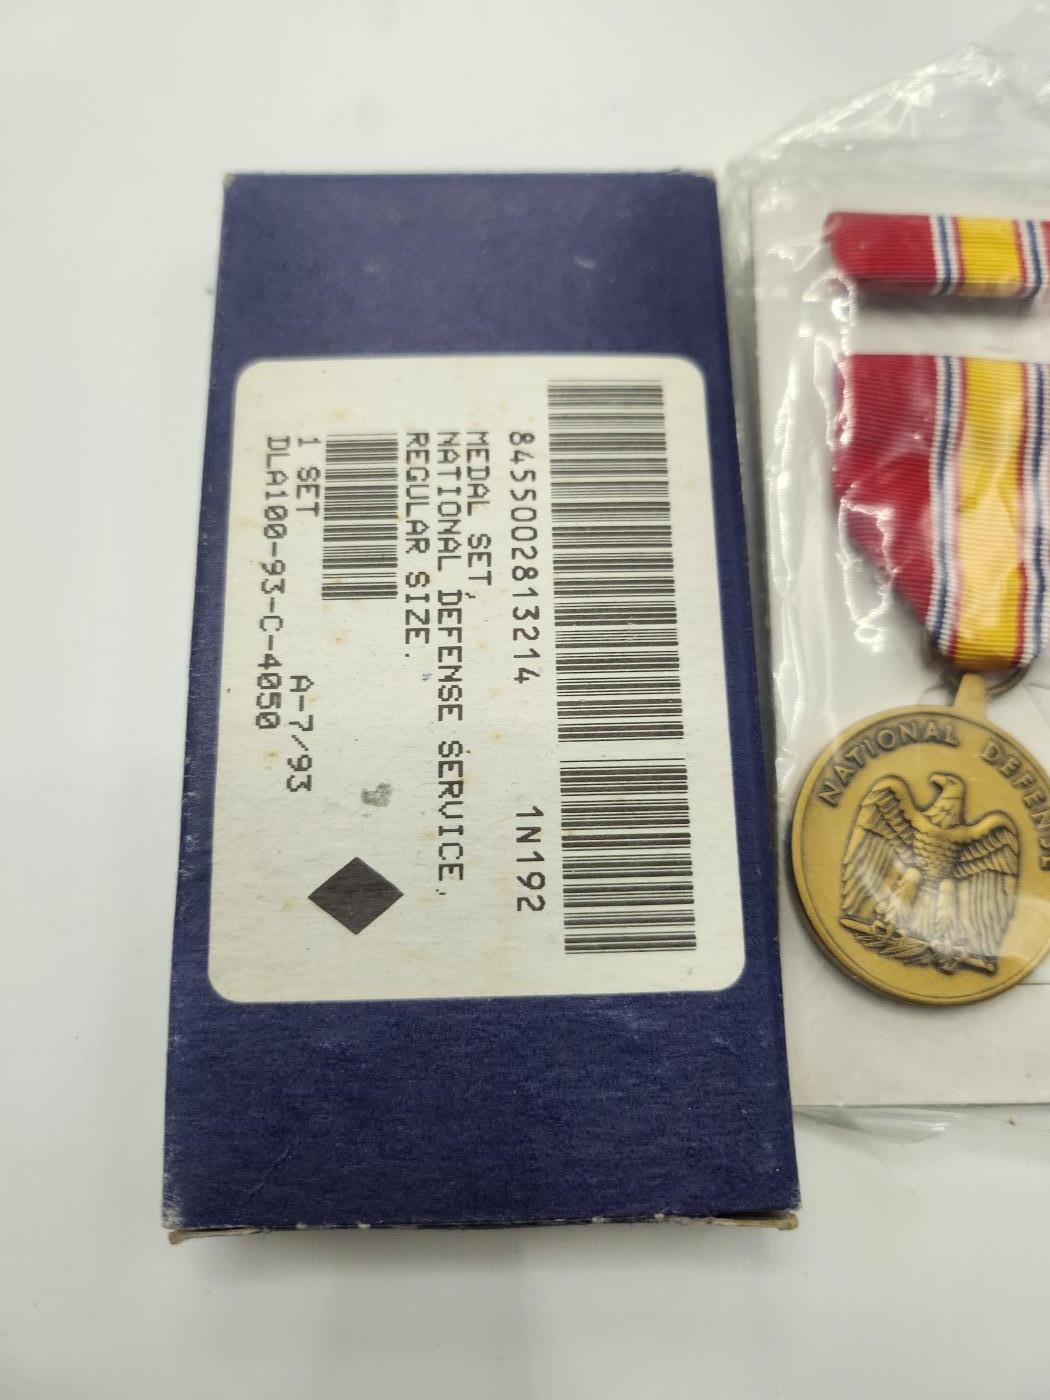 8455002813214 1N192
MEDAL SET,
NATIONAL DEFENSE SERVICE,
REGULAR SIZE.
1 SET A-7/93
DLA100-93-C-4050
NATIONAL DEFENSE